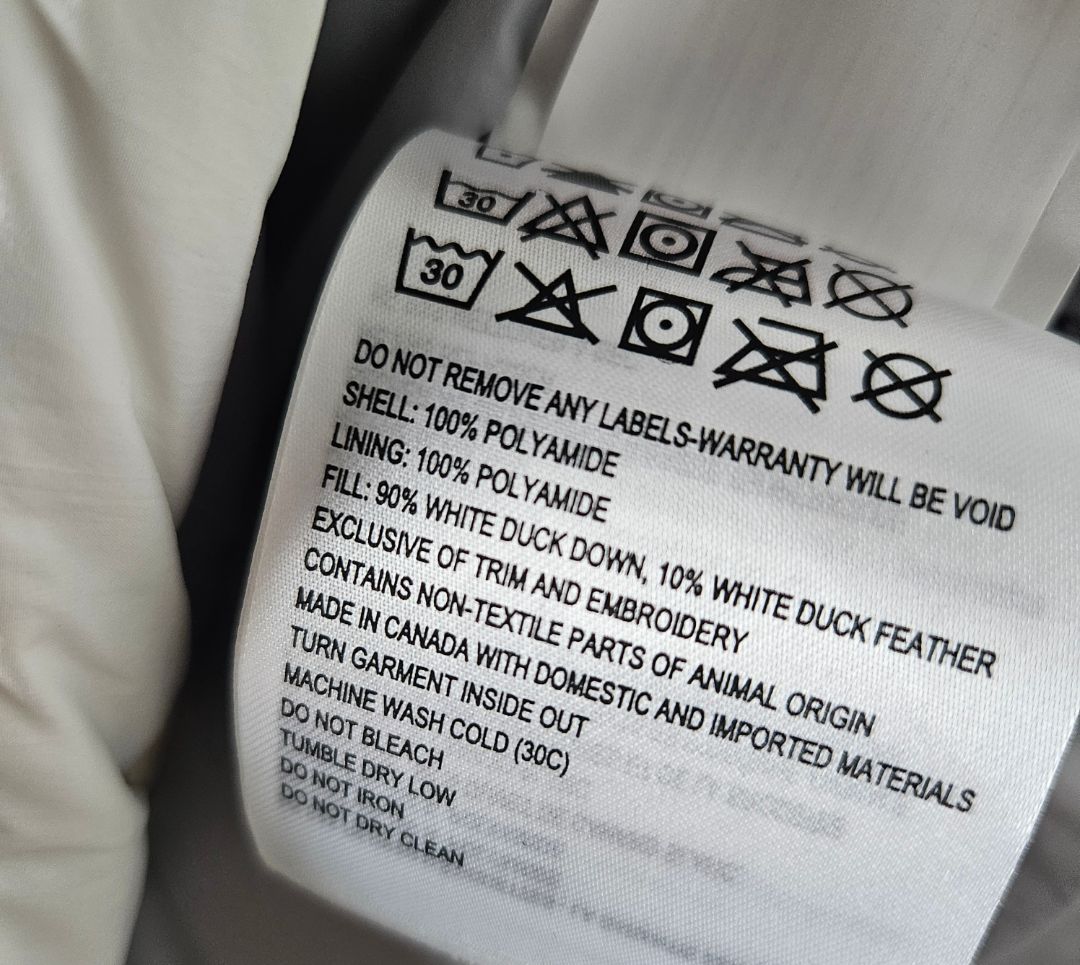 30
30
DO NOT REMOVE ANY LABELS-WARRANTY WILL BE VOID
SHELL: 100% POLYAMIDE
LINING: 100% POLYAMIDE
FILL: 90% WHITE DUCK DOWN, 10% WHITE DUCK FEATHER
EXCLUSIVE OF TRIM AND EMBROIDERY
CONTAINS NON-TEXTILE PARTS OF ANIMAL ORIGIN
MADE IN CANADA WITH DOMESTIC AND IMPORTED MATERIALS
TURN GARMENT INSIDE OUT
MACHINE WASH COLD (30C)
DO NOT BLEACH
TUMBLE DRY LOW
DO NOT IRON
DO NOT DRY CLEAN